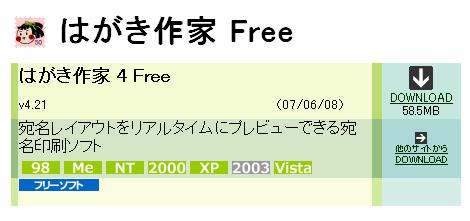 はがき作家 Free
はがき作家 4 Free
v4.21
(07/06/08)
宛名レイアウトをリアルタイムにプレビューできる宛
名印刷ソフト
98 Me NT 2000 XP 2003 Vista
フリーソフト
DOWNLOAD
58.5MB
他のサイトから
DOWNLOAD